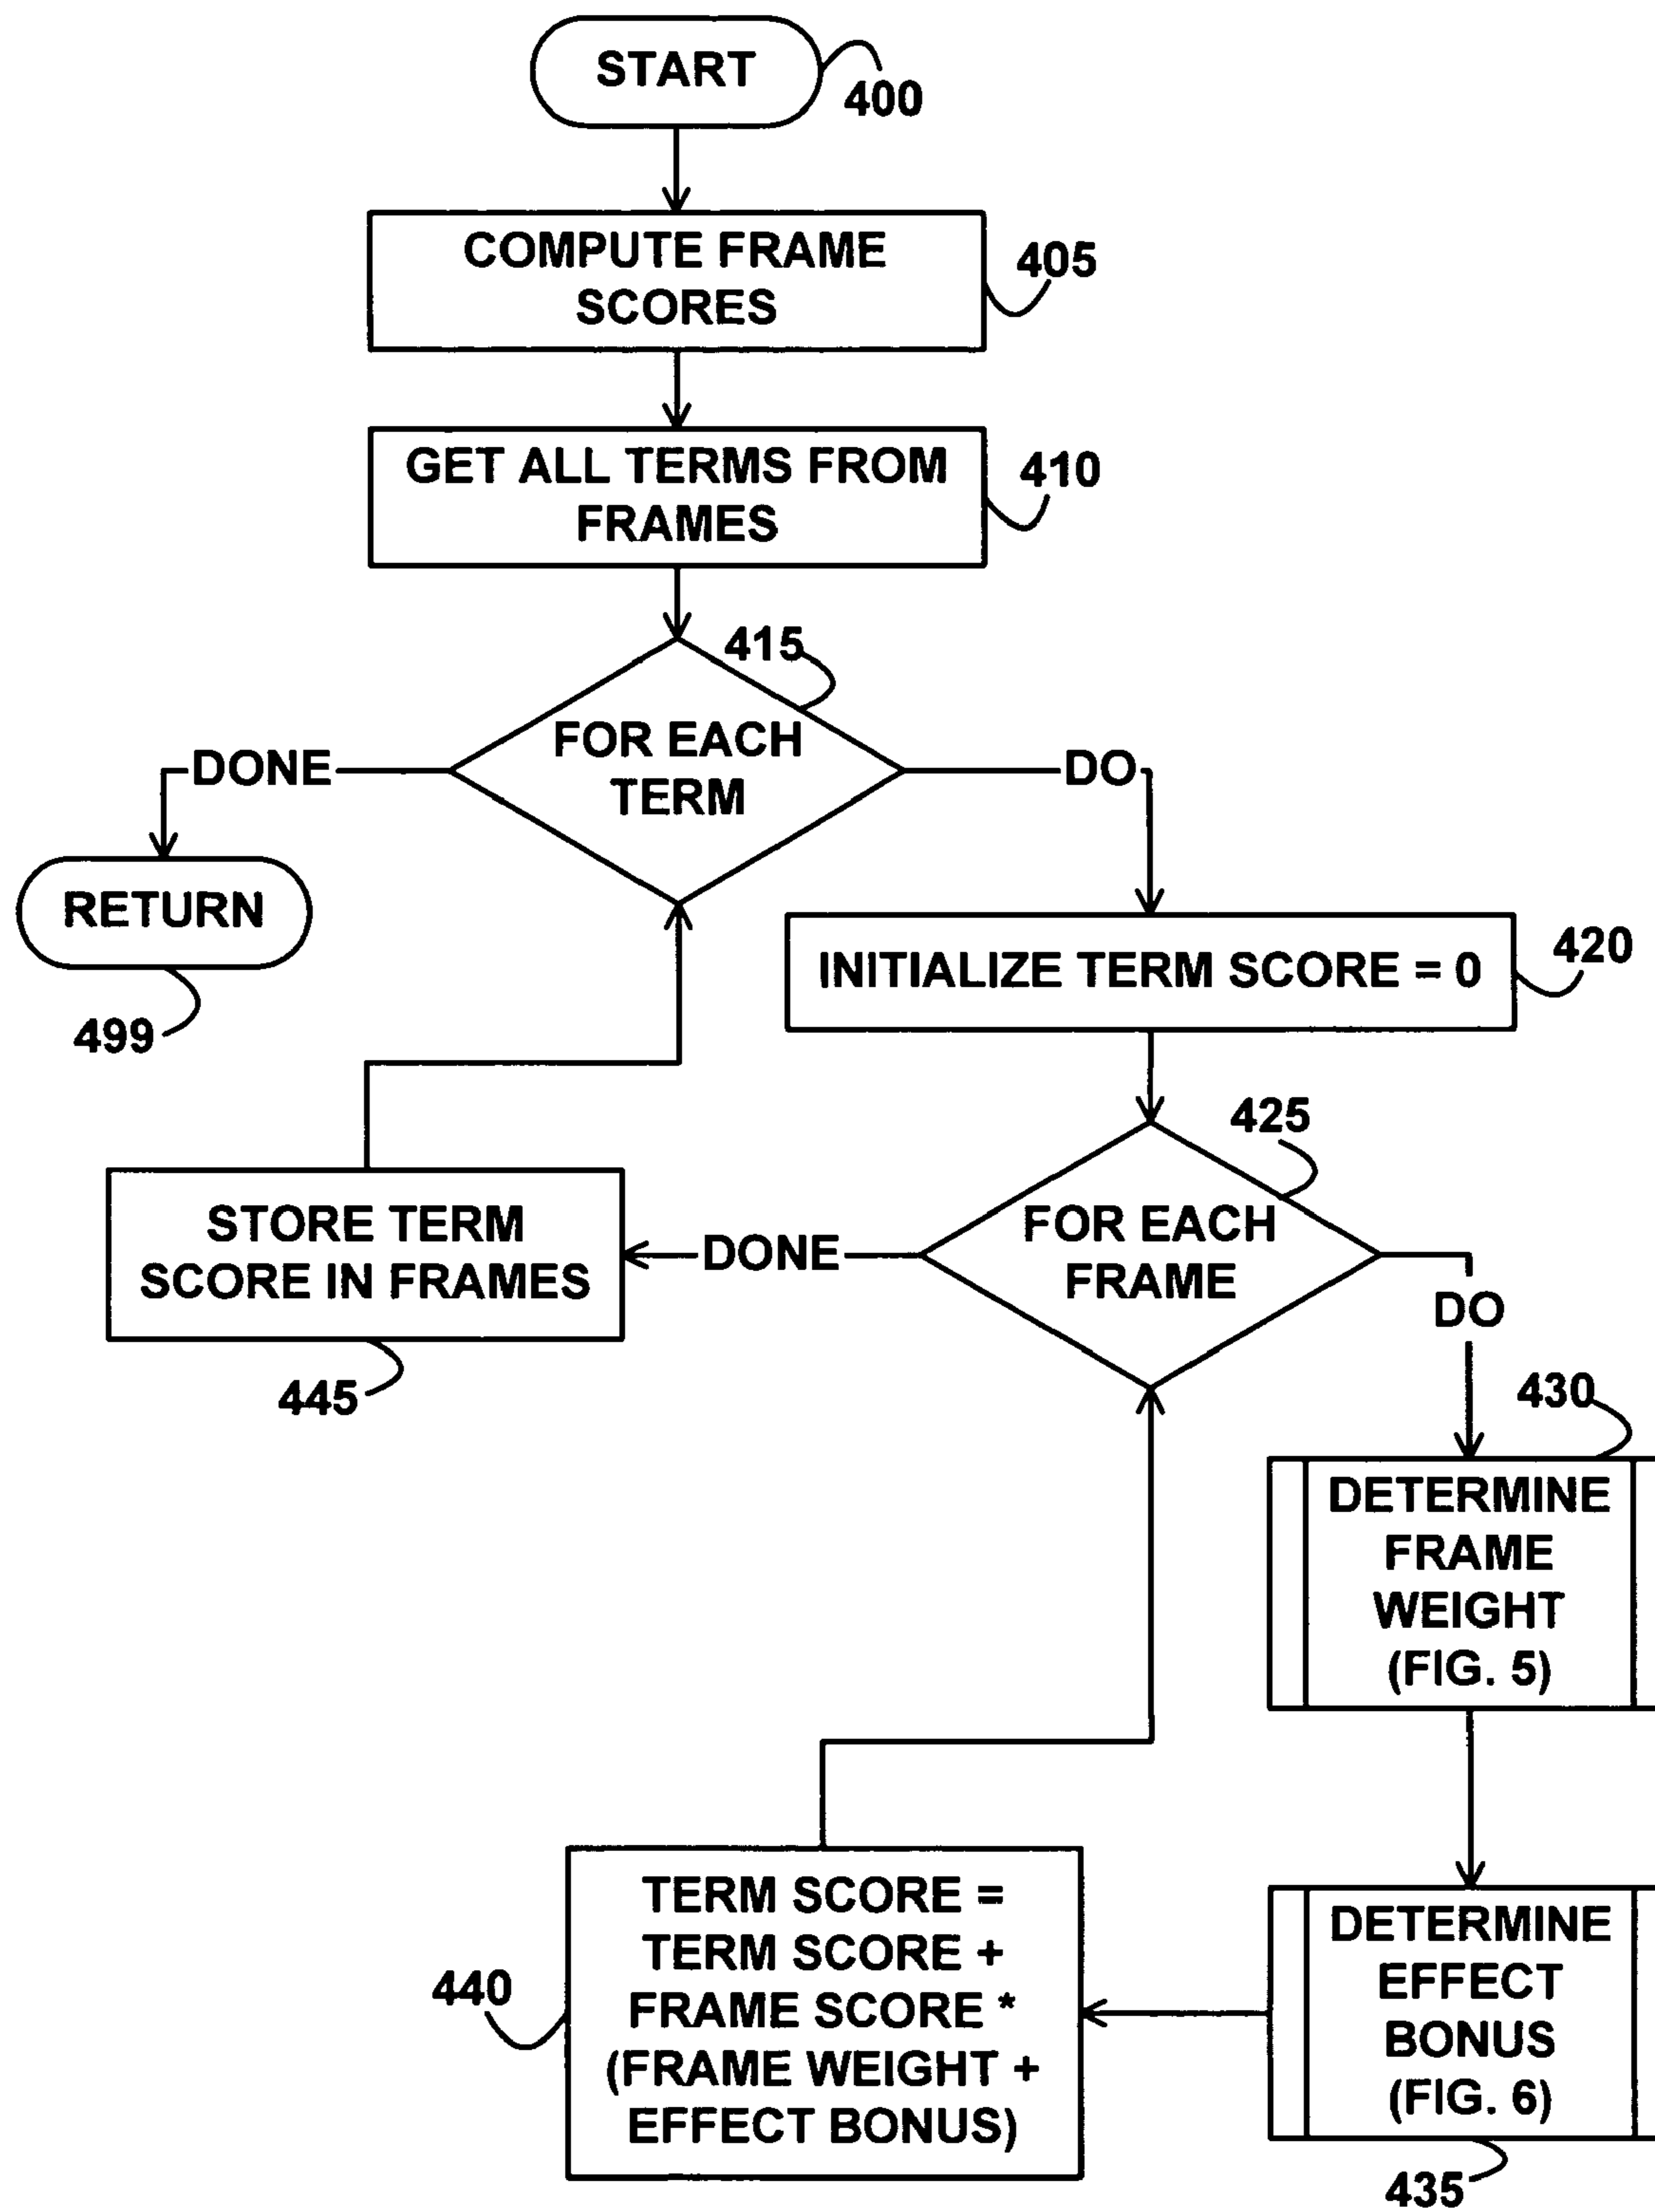 START
400
COMPUTE FRAME
SCORES
405
GET ALL TERMS FROM
FRAMES
410
415
FOR EACH
TERM
DONE
DO
RETURN
499
INITIALIZE TERM SCORE = 0
420
425
FOR EACH
FRAME
DONE
STORE TERM
SCORE IN FRAMES
445
DO
430
DETERMINE
FRAME
WEIGHT
(FIG. 5)
DETERMINE
EFFECT
BONUS
(FIG. 6)
435
TERM SCORE =
TERM SCORE +
FRAME SCORE *
(FRAME WEIGHT +
EFFECT BONUS)
440